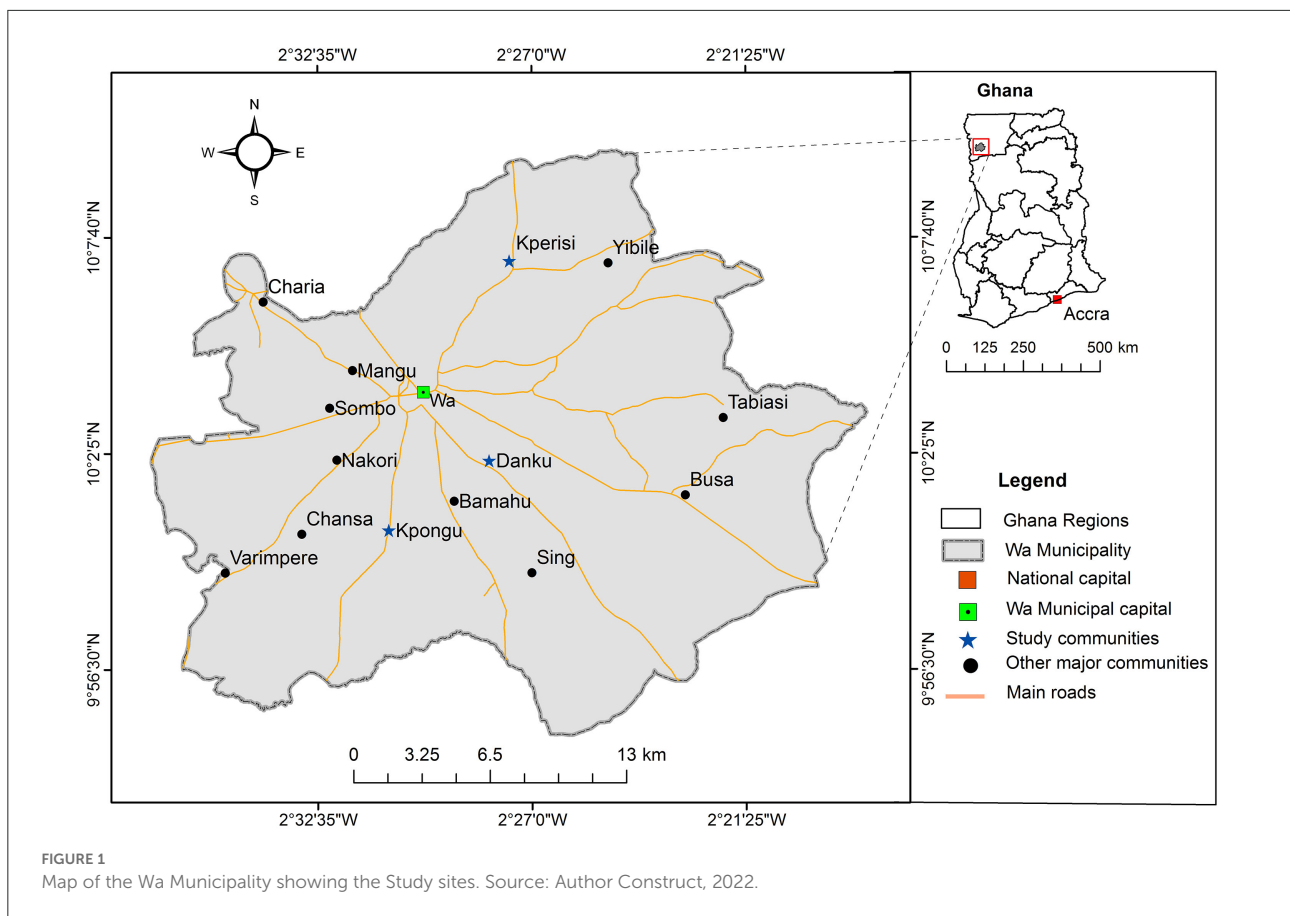 2°32'35"W
2°27'0"W
2°21'25"W
N
W
E
S
10°7'40"N
10°2'5"N
9°56'30"N
Kperisi
Yibile
Charia
Mangu
Wa
Sombo
Tabiasi
Nakori
Danku
Busa
Bamahu
Chansa
Kpongu
Varimpere
Sing
0 3.25 6.5 13 km
2°32'35"W
2°27'0"W
2°21'25"W
10°7'40"N
10°2'5"N
9°56'30"N
Ghana
Accra
0 125 250 500 km
Legend
Ghana Regions
Wa Municipality
National capital
Wa Municipal capital
Study communities
Other major communities
Main roads
FIGURE 1
Map of the Wa Municipality showing the Study sites. Source: Author Construct, 2022.